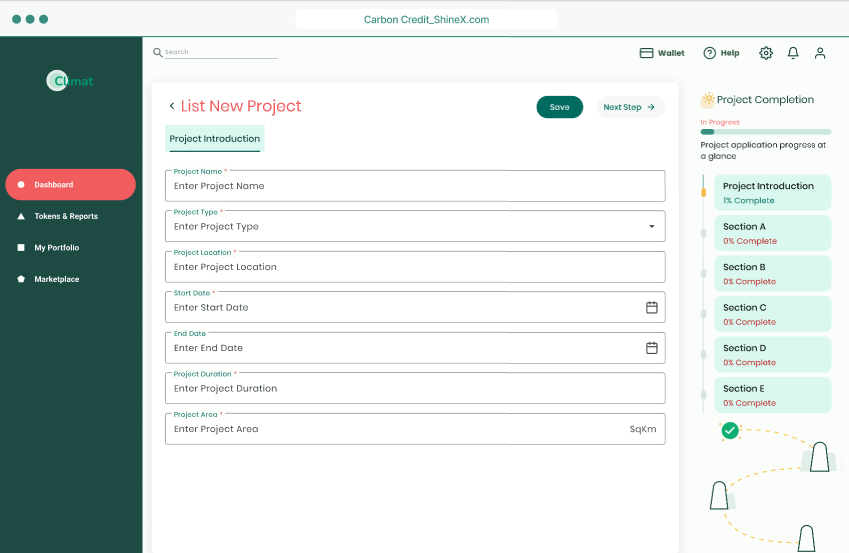 Carbon Credit_ShineX.com
Search
Wallet
Help
Climat
Dashboard
Tokens & Reports
My Portfolio
Marketplace
List New Project
Save
Next Step
Project Introduction
Project Name *
Enter Project Name
Project Type *
Enter Project Type
Project Location *
Enter Project Location
Start Date *
Enter Start Date
End Date
Enter End Date
Project Duration *
Enter Project Duration
Project Area *
Enter Project Area
SqKm
Project Completion
In Progress
Project application progress at
a glance
Project Introduction
1% Complete
Section A
0% Complete
Section B
0% Complete
Section C
0% Complete
Section D
0% Complete
Section E
0% Complete